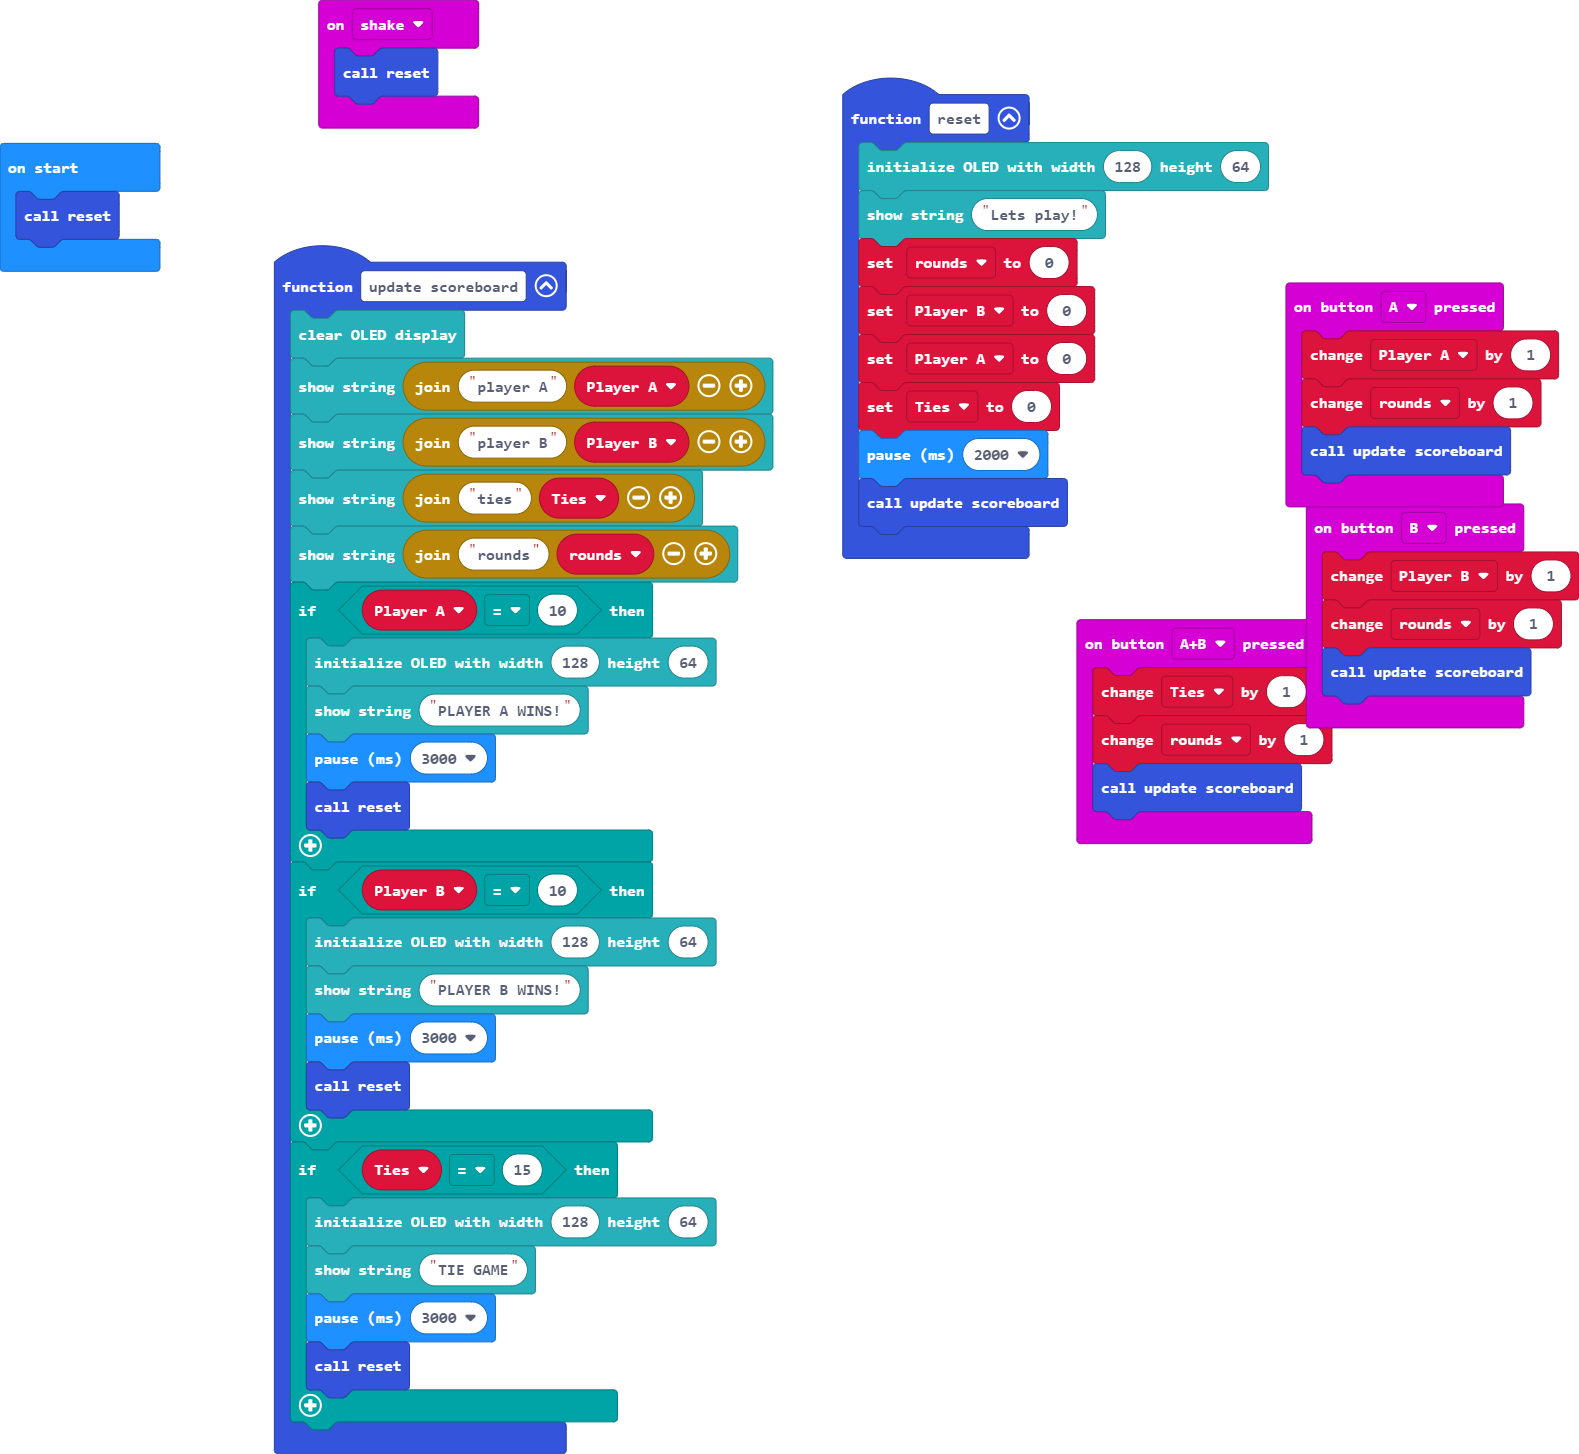 on shake
call reset
on start
call reset
function update scoreboard
clear OLED display
show string join "player A" Player A
show string join "player B" Player B
show string join "ties" Ties
show string join "rounds" rounds
if Player A = 10 then
initialize OLED with width 128 height 64
show string "PLAYER A WINS!"
pause (ms) 3000
call reset
if Player B = 10 then
initialize OLED with width 128 height 64
show string "PLAYER B WINS!"
pause (ms) 3000
call reset
if Ties = 15 then
initialize OLED with width 128 height 64
show string "TIE GAME"
pause (ms) 3000
call reset
function reset
initialize OLED with width 128 height 64
show string "Lets play!"
set rounds to 0
set Player B to 0
set Player A to 0
set Ties to 0
pause (ms) 2000
call update scoreboard
on button A pressed
change Player A by 1
change rounds by 1
call update scoreboard
on button B pressed
change Player B by 1
change rounds by 1
call update scoreboard
on button A+B pressed
change Ties by 1
change rounds by 1
call update scoreboard